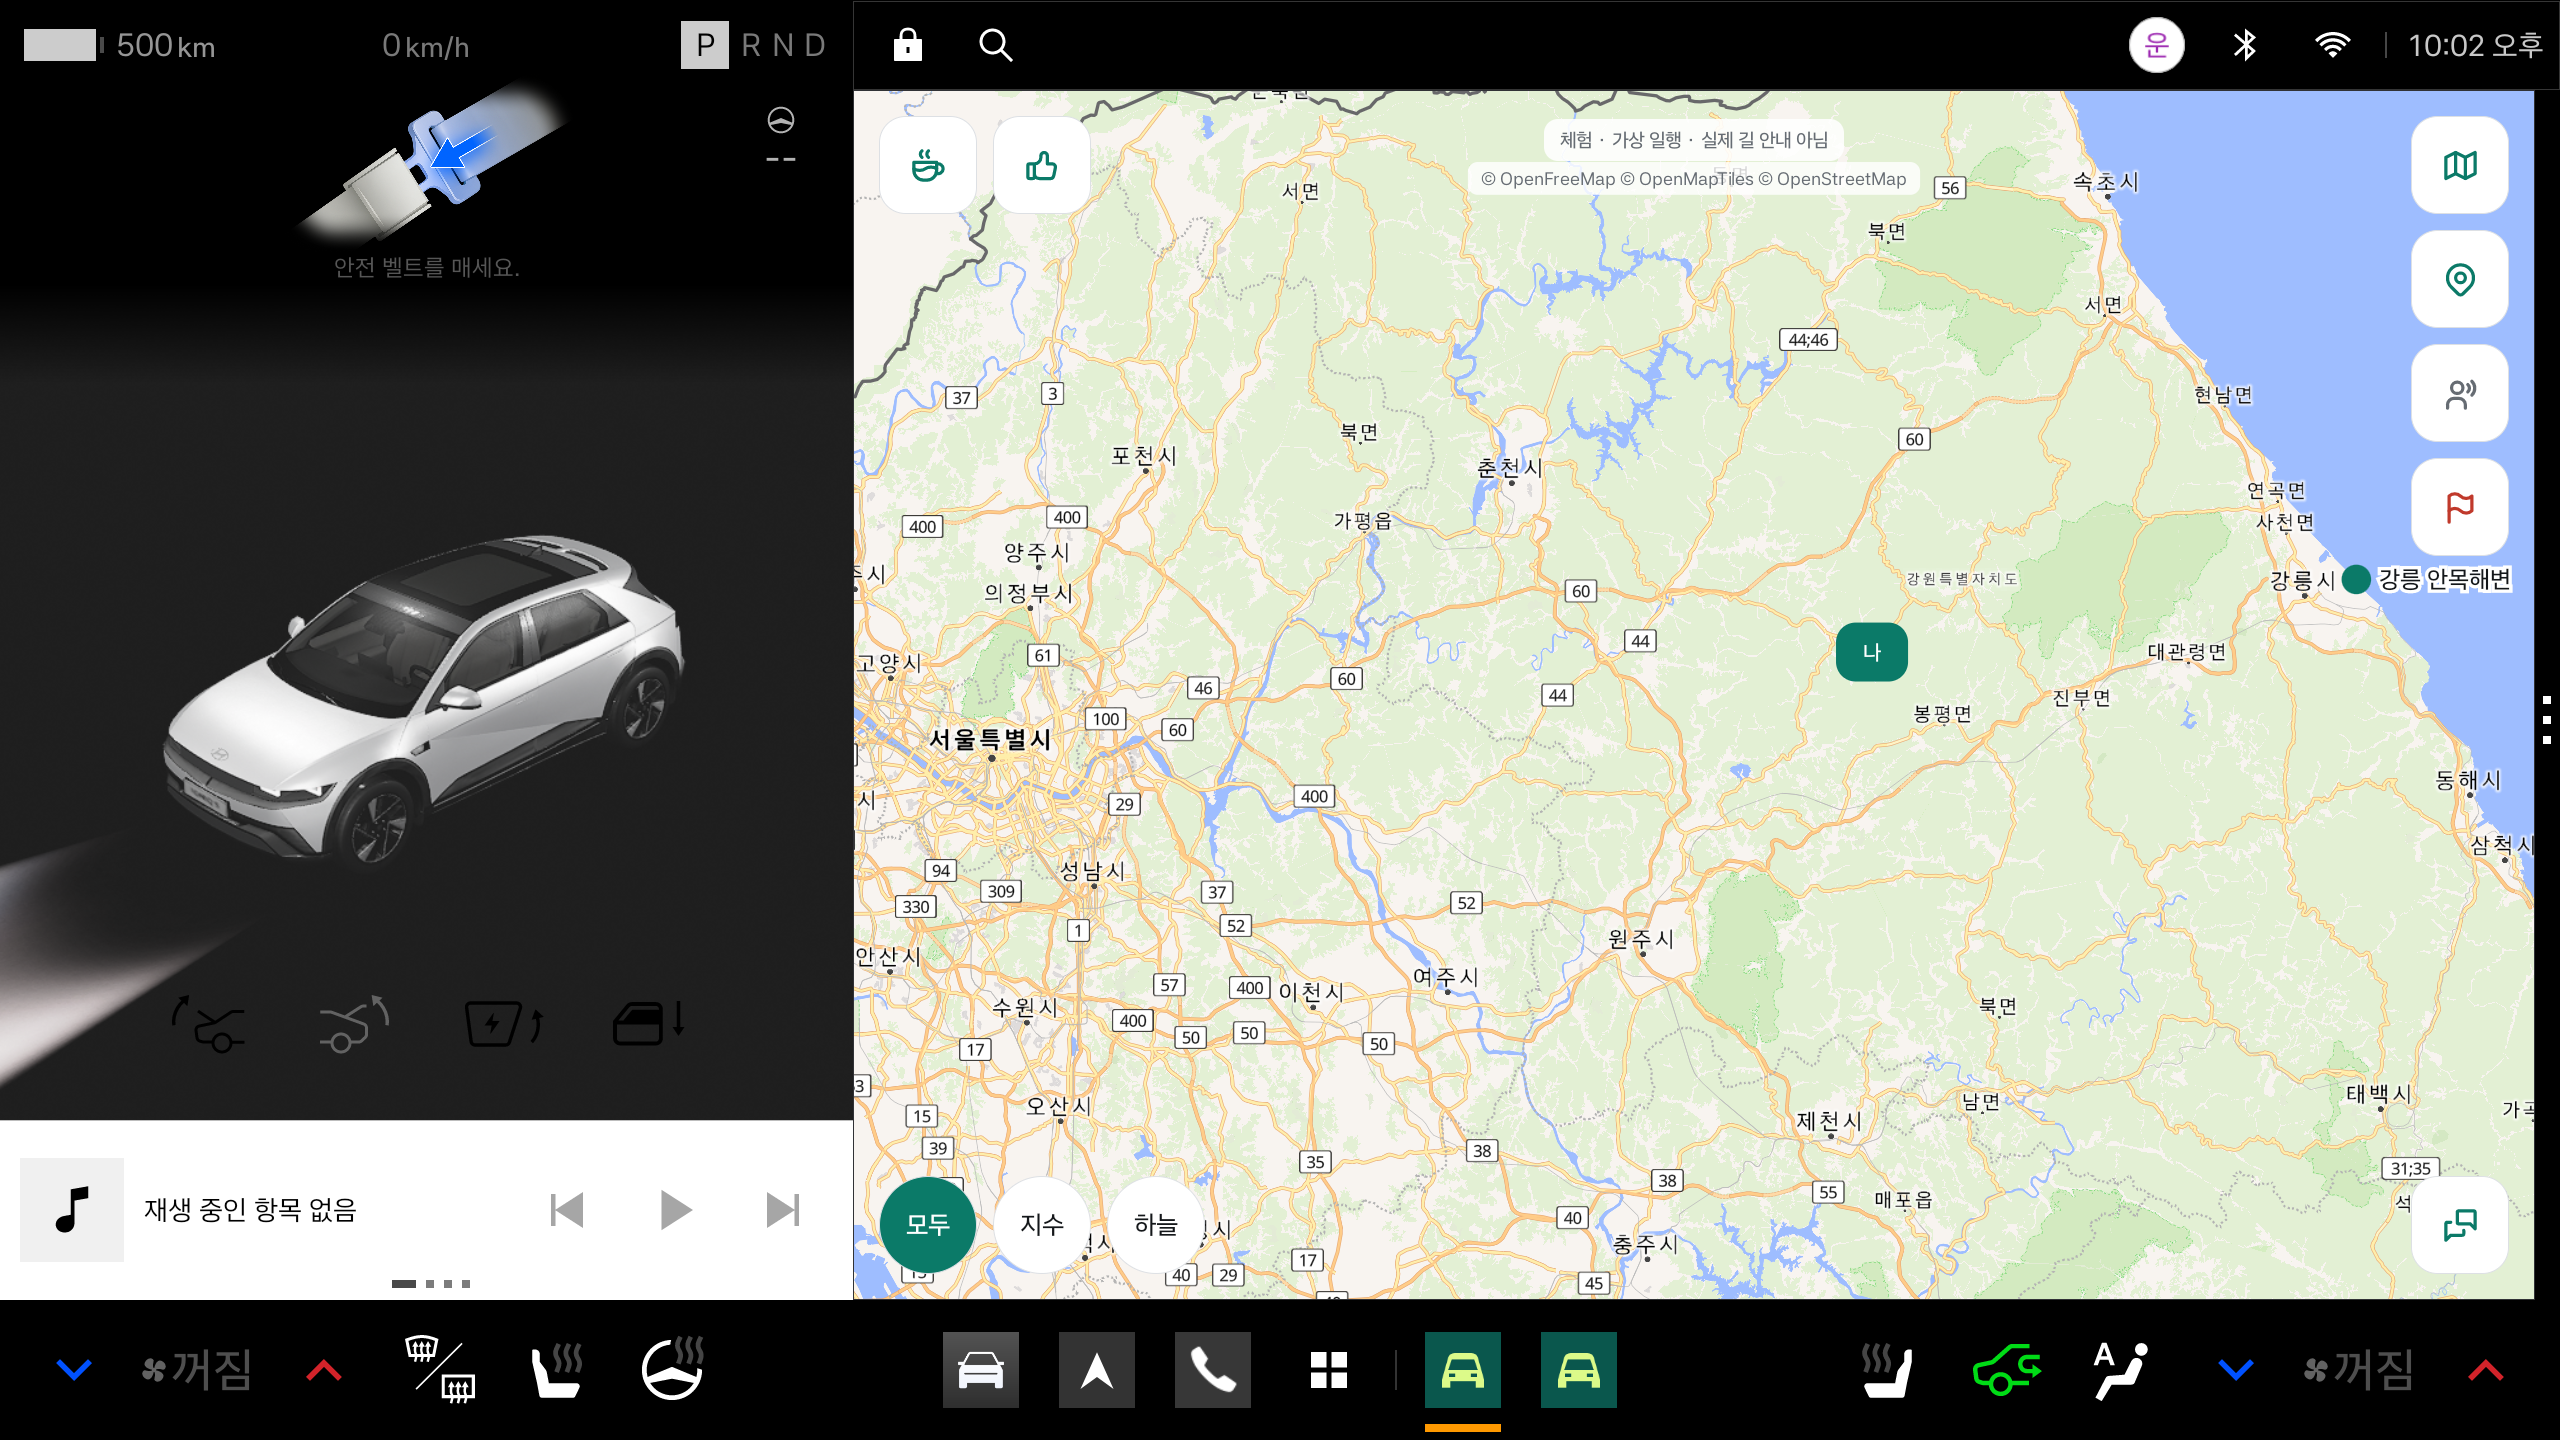 500 km
0 km/h
P R N D
10:02 오후
운
안전 벨트를 매세요.
체험 · 가상 일행 · 실제 길 안내 아님
© OpenFreeMap © OpenMapTiles © OpenStreetMap
서면
56
속초시
북면
서면
44;46
37
3
현남면
북면
60
포천시
춘천시
연곡면
400
400
가평읍
사천면
양주시
강원특별자치도
강릉시
강릉 안목해변
의정부시
60
44
61
나
대관령면
고양시
60
46
44
진부면
100
60
봉평면
서울특별시
동해시
400
29
삼척시
94
성남시
309
37
52
330
52
1
원주시
안산시
57
400
이천시
여주시
수원시
북면
400
50
50
50
17
태백시
15
오산시
남면
제천시
39
35
38
31;35
38
55
매포읍
재생 중인 항목 없음
모두
지수
하늘
40
충주시
17
40
29
45
꺼짐
A
꺼짐